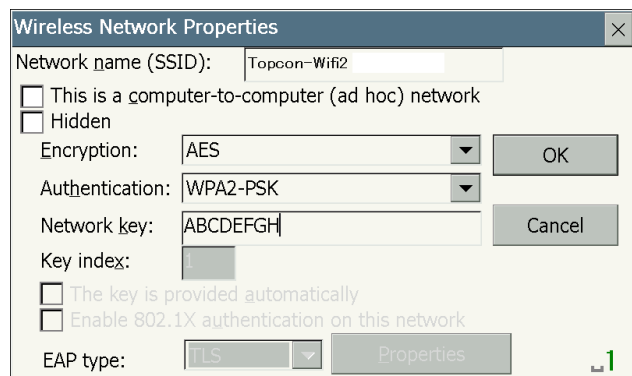 Wireless Network Properties
Network name (SSID): Topcon-Wifi2
This is a computer-to-computer (ad hoc) network
Hidden
Encryption: AES OK
Authentication: WPA2-PSK
Network key: ABCDEFGH Cancel
Key index: 1
The key is provided automatically
Enable 802.1X authentication on this network
EAP type: TLS Properties
1